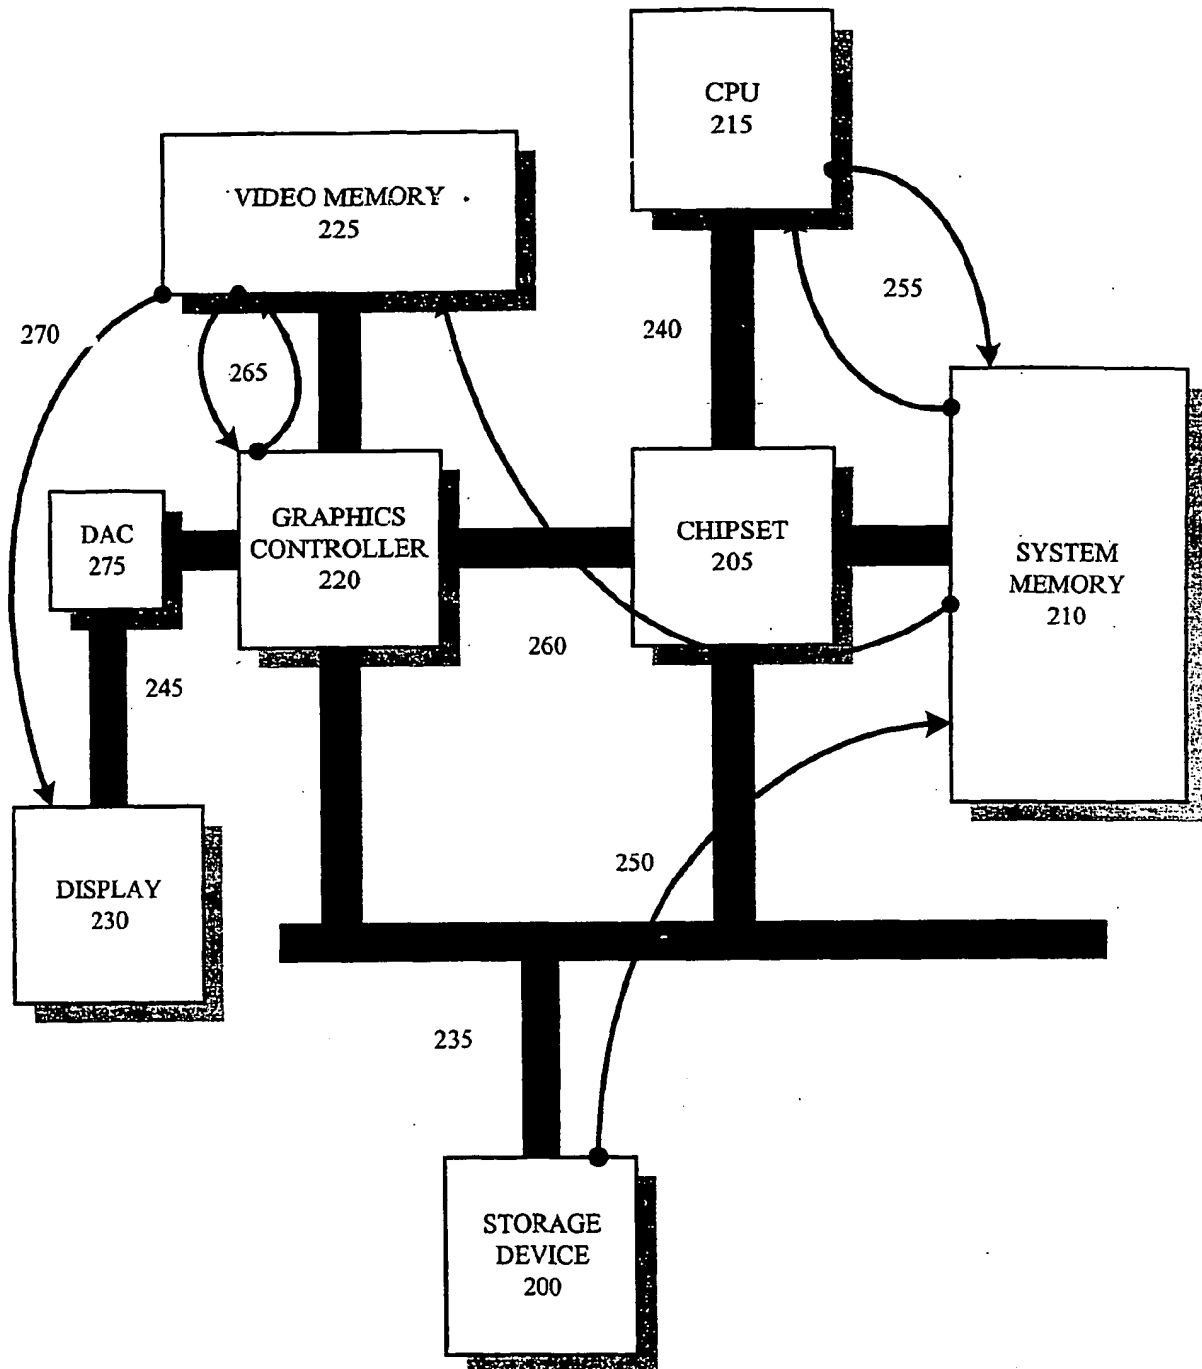 CPU
215
VIDEO MEMORY
225
270
265
240
255
DAC
275
GRAPHICS
CONTROLLER
220
CHIPSET
205
SYSTEM
MEMORY
210
260
245
DISPLAY
230
250
235
STORAGE
DEVICE
200